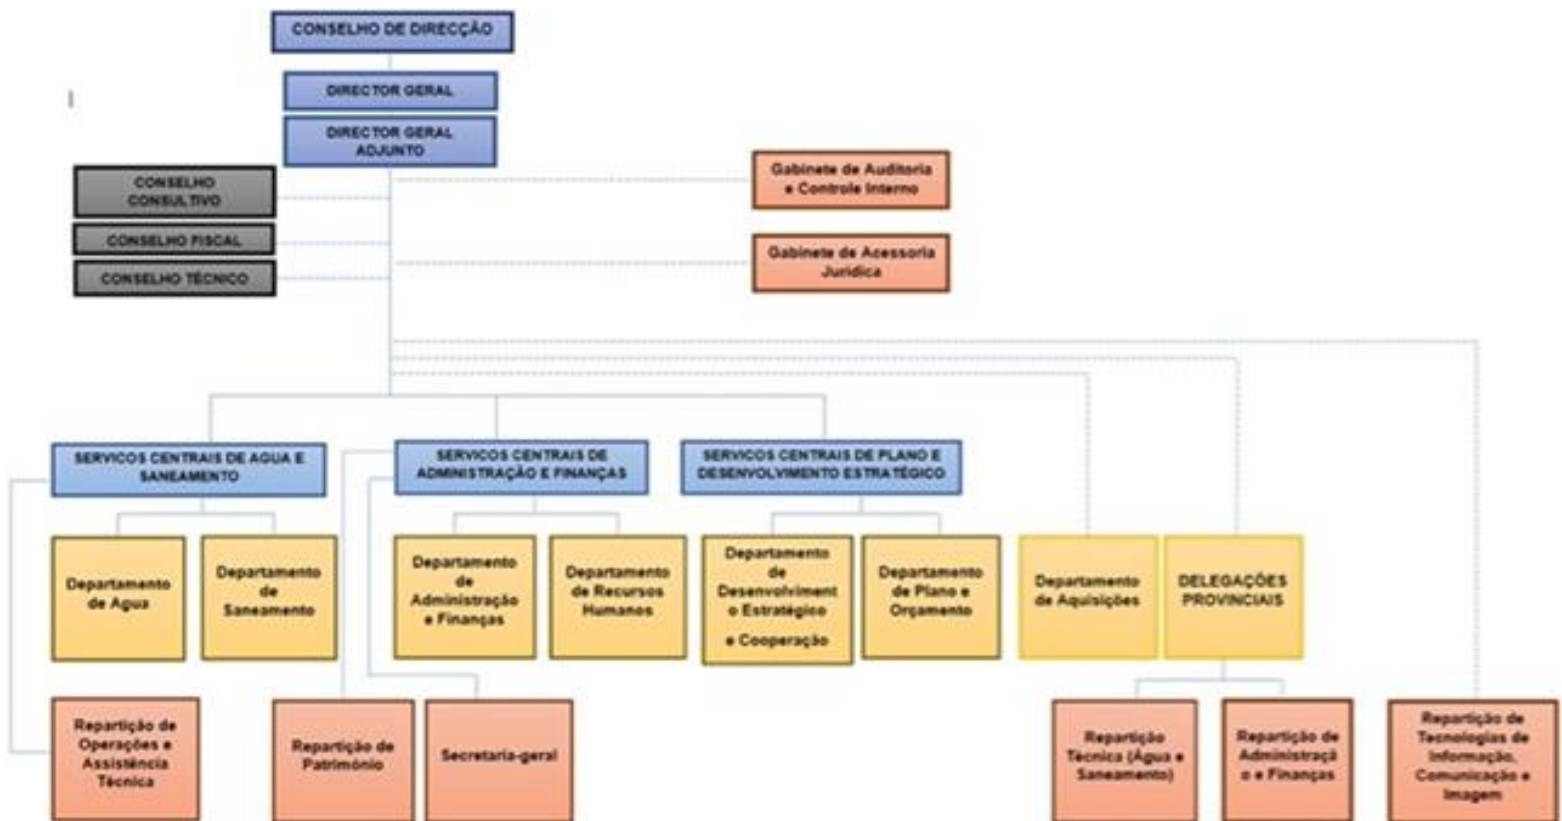 CONSELHO DE DIRECÇÃO
DIRECTOR GERAL
DIRECTOR GERAL
ADJUNTO
CONSELHO
CONSULTIVO
CONSELHO FISCAL
CONSELHO TÉCNICO
Gabinete de Auditoria
e Controle Interno
Gabinete de Acessoria
Jurídica
SERVICOS CENTRAIS DE AGUA E
SANEAMENTO
SERVICOS CENTRAIS DE
ADMINISTRAÇÃO E FINANÇAS
SERVICOS CENTRAIS DE PLANO E
DESENVOLVIMENTO ESTRATÉGICO
Departamento
de Agua
Departamento
de
Saneamento
Departamento
de
Administração
e Finanças
Departamento
de Recursos
Humanos
Departamento
de
Desenvolviment
o Estratégico
e Cooperação
Departamento
de Plano e
Orçamento
Departamento
de Aquisições
DELEGAÇÕES
PROVINCIAIS
Repartição de
Operações e
Assistência
Técnica
Repartição de
Património
Secretaria-geral
Repartição
Técnica (Água e
Saneamento)
Repartição de
Administraçã
o e Finanças
Repartição de
Tecnologias de
Informação,
Comunicação e
Imagem